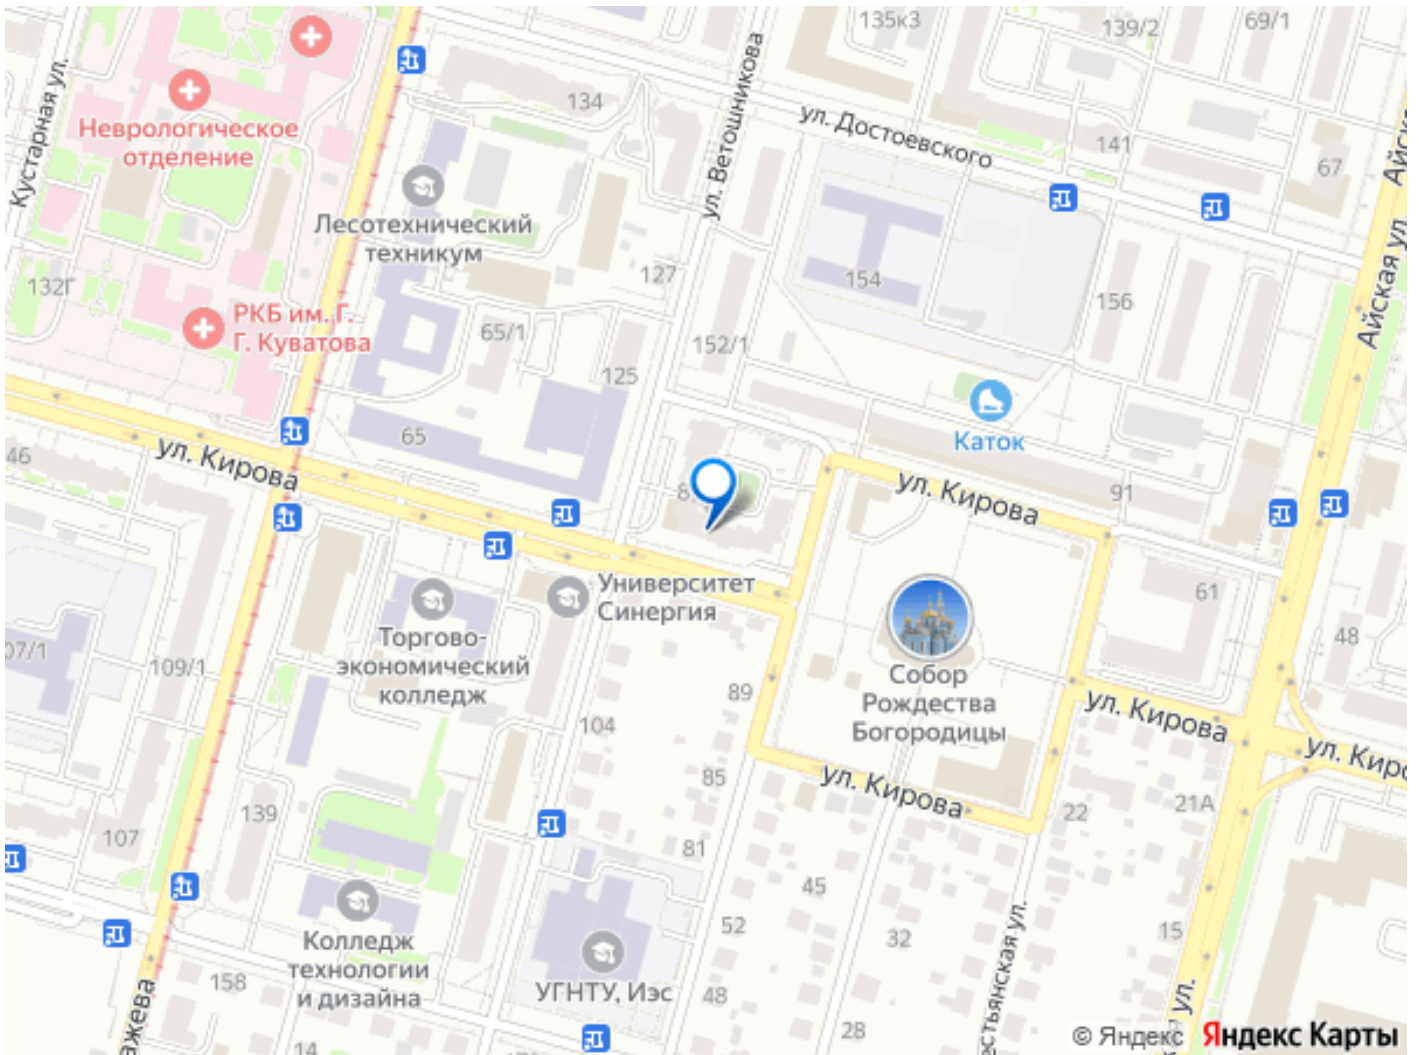 135к3
139/2
69/1
Кустарная ул.
134
ул. Ветошникова
ул. Достоевского
141
67
Неврологическое
отделение
Лесотехнический
техникум
132Г
127
154
156
Айская ул.
РКБ им. Г.
Г. Куватова
65/1
152/1
125
65
Каток
46
ул. Кирова
91
ул. Кирова
Университет
Синергия
61
48
Торгово-
экономический
колледж
07/1
109/1
89
Собор
Рождества
Богородицы
ул. Кирова
104
85
ул. Кирова
21А
22
139
107
81
45
52
32
15
Колледж
технологии
и дизайна
158
УГНТУ, Иэс
48
28
14
ажева
естьянская ул.
ул.
© Яндекс Яндекс Карты